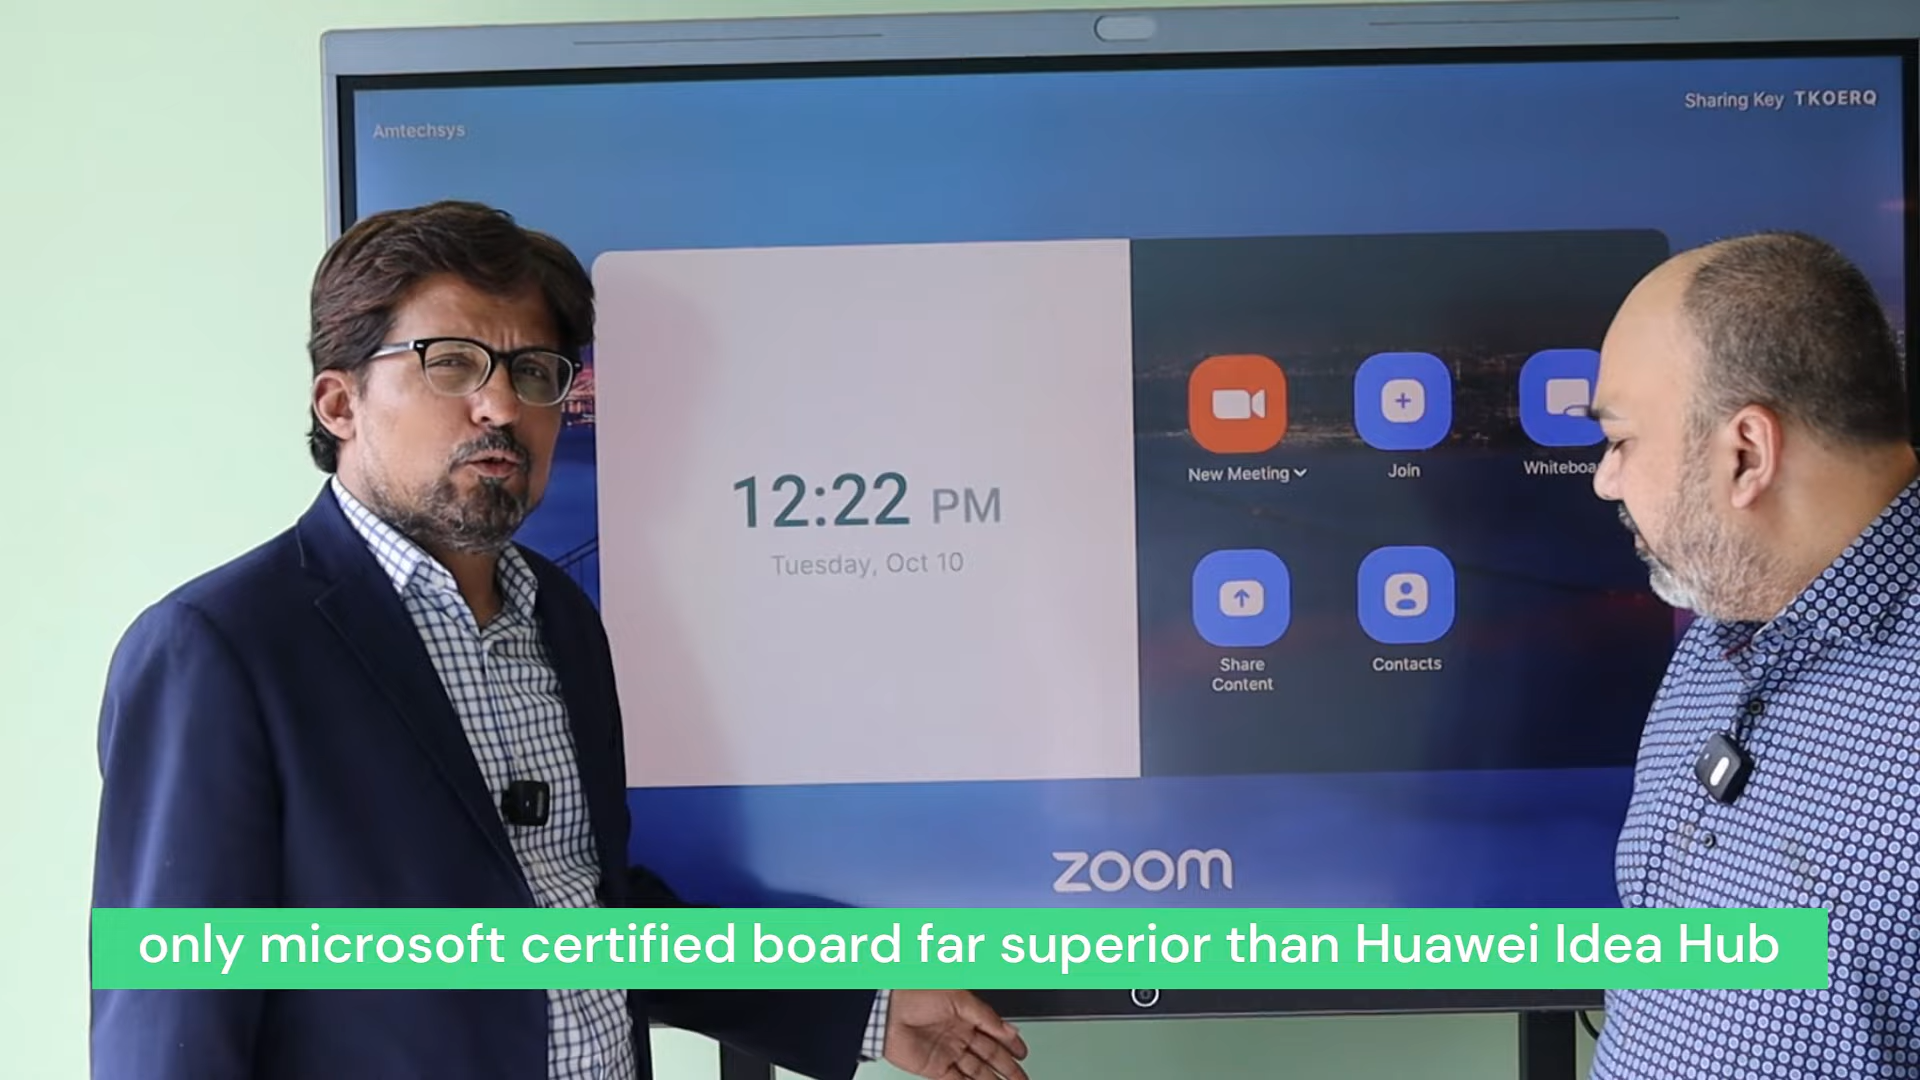 Amtechsys
Sharing Key TKOERQ
12:22 PM
Tuesday, Oct 10
New Meeting
Join
Whiteboa
Share
Content
Contacts
zoom
only microsoft certified board far superior than Huawei Idea Hub